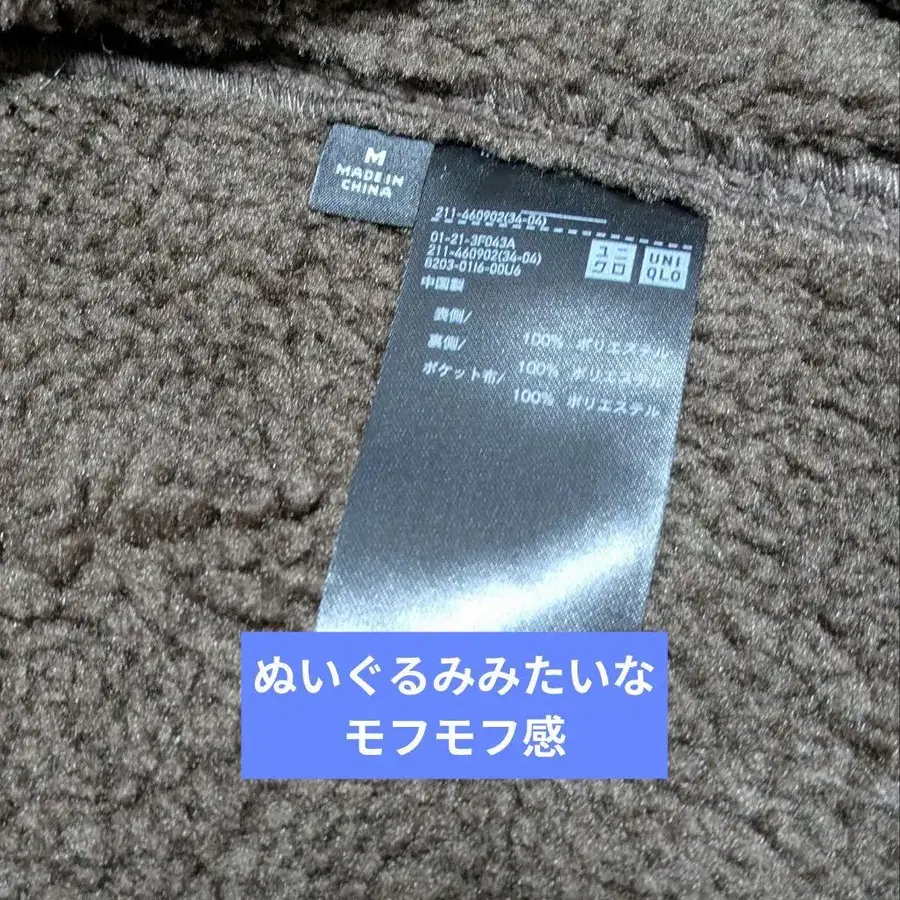 M
MADE IN
CHINA
211-460902(34-04)
01-21-3F043A
211-460902(34-04)
8203-0116-00U6
ユニ
クロ
UNI
QLO
中国製
表側/
100% ポリエステル
裏側/
100% ポリエステル
ポケット布/
100% ポリエステル
ぬいぐるみみたいな
モフモフ感